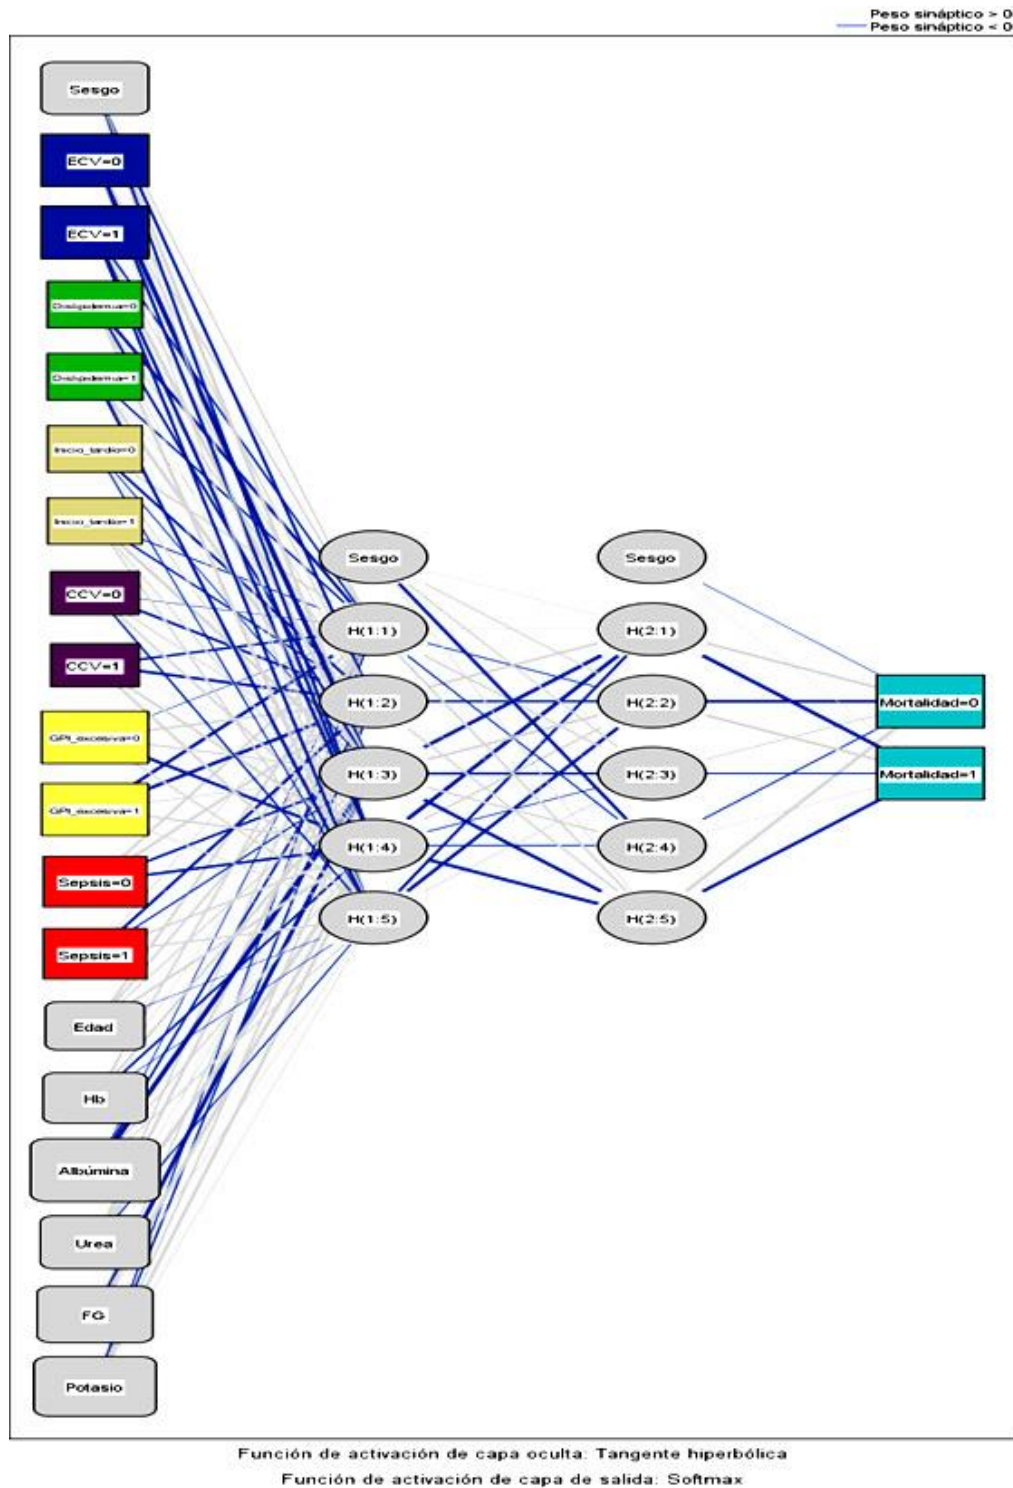 Peso sináptico > 0
Peso sináptico < 0
Sesgo
ECV=0
ECV=1
Dislipidemia=0
Dislipidemia=1
Inicio_tardío=0
Inicio_tardío=1
CCV=0
CCV=1
GPI_excesiva=0
GPI_excesiva=1
Sepsis=0
Sepsis=1
Edad
Hb
Albúmina
Urea
FG
Potasio
Sesgo
H(1:1)
H(1:2)
H(1:3)
H(1:4)
H(1:5)
Sesgo
H(2:1)
H(2:2)
H(2:3)
H(2:4)
H(2:5)
Mortalidad=0
Mortalidad=1
Función de activación de capa oculta: Tangente hiperbólica
Función de activación de capa de salida: Softmax